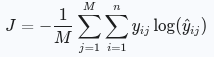 J = -\frac{1}{M} \sum_{j=1}^{M} \sum_{i=1}^{n} y_{ij} \log(\hat{y}_{ij})